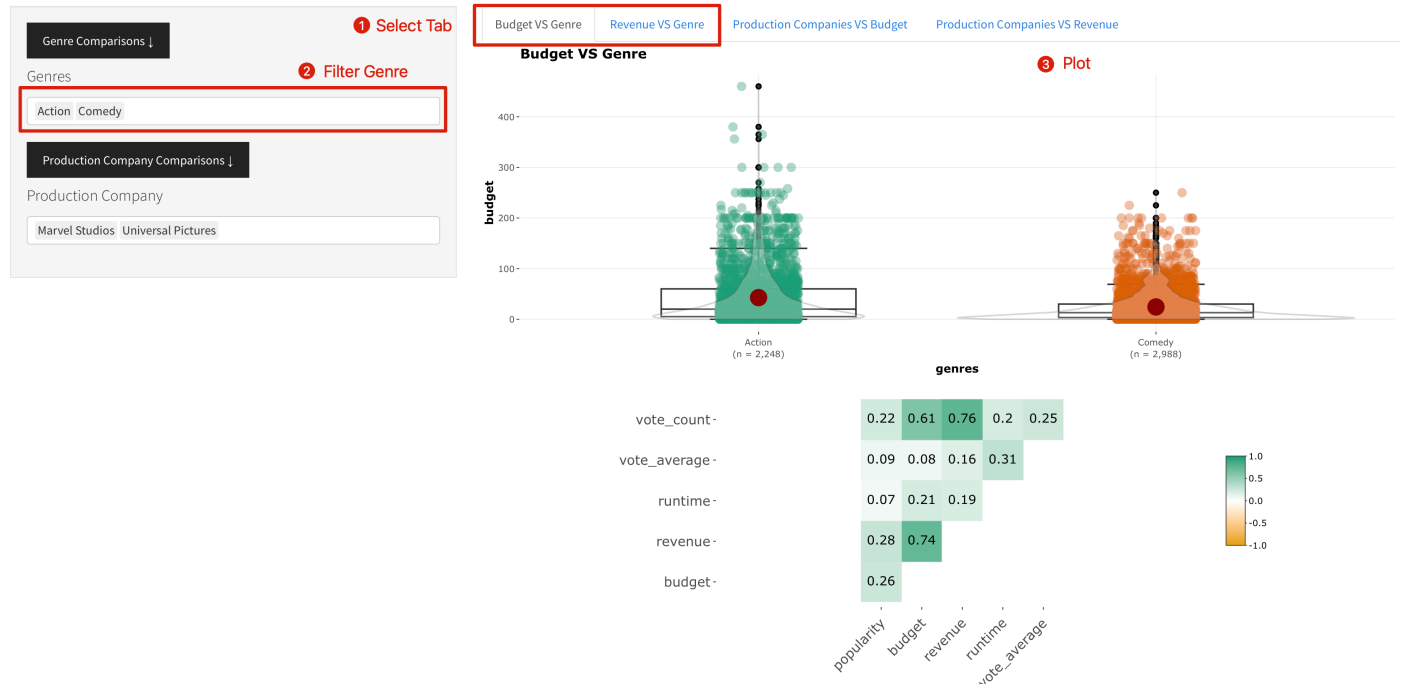 Genre Comparisons ↓
1 Select Tab
Genres
2 Filter Genre
Action Comedy
Production Company Comparisons ↓
Production Company
Marvel Studios Universal Pictures
Budget VS Genre Revenue VS Genre Production Companies VS Budget Production Companies VS Revenue
Budget VS Genre
3 Plot
400
300
200
100
0
budget
Action
(n = 2,248)
Comedy
(n = 2,988)
genres
vote_count 0.22 0.61 0.76 0.2 0.25
vote_average 0.09 0.08 0.16 0.31
runtime 0.07 0.21 0.19
revenue 0.28 0.74
budget 0.26
popularity budget revenue runtime vote_average
1.0
0.5
0.0
-0.5
-1.0